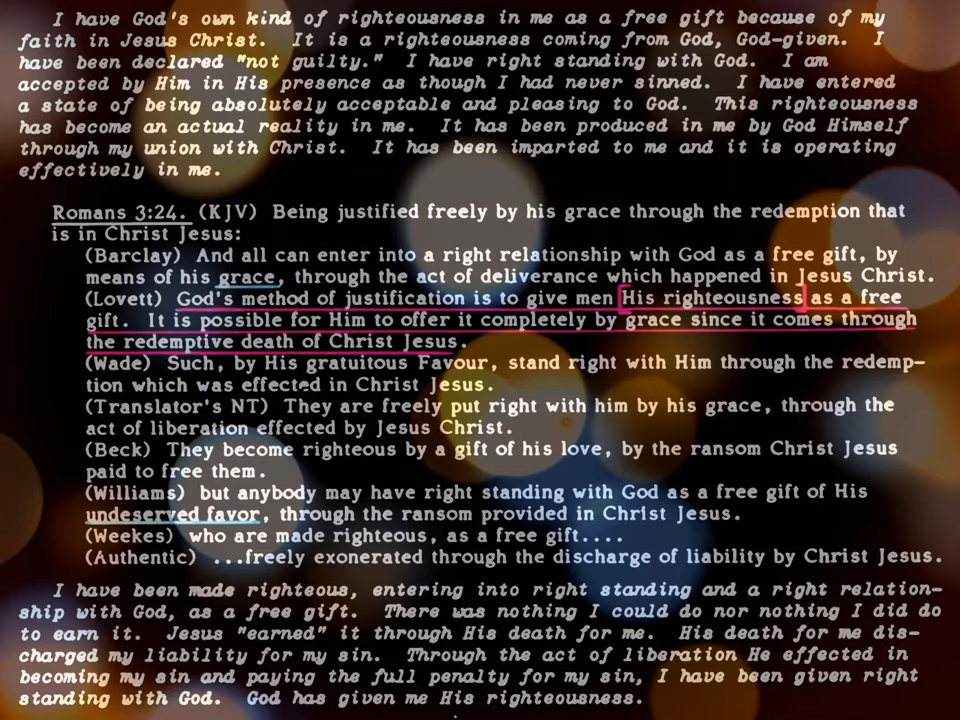 I have God's own kind of righteousness in me as a free gift because of my
faith in Jesus Christ.  It is a righteousness coming from God, God-given.  I
have been declared "not guilty."  I have right standing with God.  I am
accepted by Him in His presence as though I had never sinned.  I have entered
a state of being absolutely acceptable and pleasing to God.  This righteousness
has become an actual reality in me.  It has been produced in me by God Himself
through my union with Christ.  It has been imparted to me and it is operating
effectively in me.
Romans 3:24. (KJV)  Being justified freely by his grace through the redemption that
is in Christ Jesus:
(Barclay)  And all can enter into a right relationship with God as a free gift, by
means of his grace, through the act of deliverance which happened in Jesus Christ.
(Lovett)  God's method of justification is to give men [His righteousness] as a free
gift.  It is possible for Him to offer it completely by grace since it comes through
the redemptive death of Christ Jesus.
(Wade)  Such, by His gratuitous Favour, stand right with Him through the redemp-
tion which was effected in Christ Jesus.
(Translator's NT)  They are freely put right with him by his grace, through the
act of liberation effected by Jesus Christ.
(Beck)  They become righteous by a gift of his love, by the ransom Christ Jesus
paid to free them.
(Williams)  but anybody may have right standing with God as a free gift of His
undeserved favor, through the ransom provided in Christ Jesus.
(Weekes)  who are made righteous, as a free gift....
(Authentic)  ...freely exonerated through the discharge of liability by Christ Jesus.
I have been made righteous, entering into right standing and a right relation-
ship with God, as a free gift.  There was nothing I could do nor nothing I did do
to earn it.  Jesus "earned" it through His death for me.  His death for me dis-
charged my liability for my sin.  Through the act of liberation He effected in
becoming my sin and paying the full penalty for my sin, I have been given right
standing with God.  God has given me His righteousness.